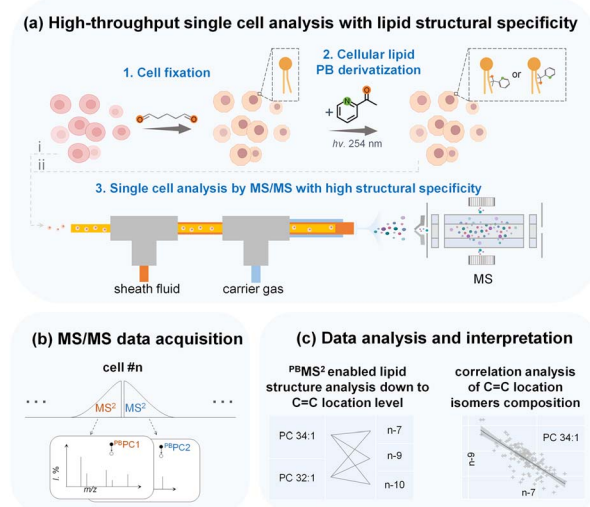 (a) High-throughput single cell analysis with lipid structural specificity
1. Cell fixation
2. Cellular lipid
PB derivatization
O
O
+
N
O
hv, 254 nm
or
i
ii
3. Single cell analysis by MS/MS with high structural specificity
sheath fluid
carrier gas
MS
(b) MS/MS data acquisition
cell #n
...
...
MS²
MS²
I. %
m/z
PBPC1
PBPC2
(c) Data analysis and interpretation
PBMS² enabled lipid
structure analysis down to
C=C location level
PC 34:1
PC 32:1
n-7
n-9
n-10
correlation analysis
of C=C location
isomers composition
PC 34:1
n-9
n-7